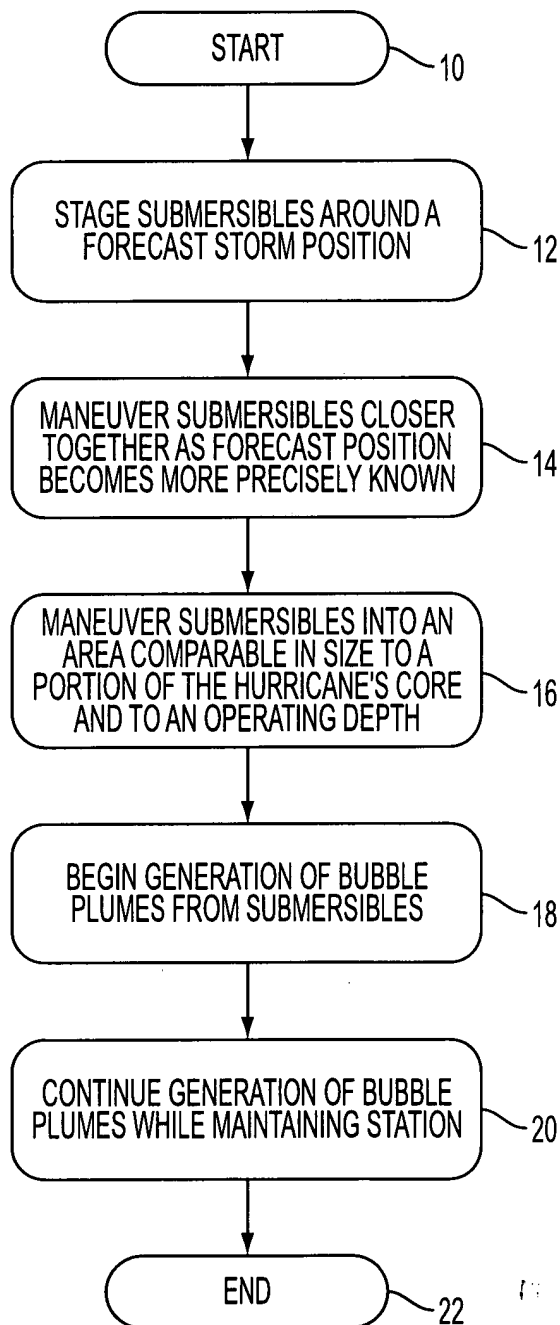 START
10
STAGE SUBMERSIBLES AROUND A
FORECAST STORM POSITION
12
MANEUVER SUBMERSIBLES CLOSER
TOGETHER AS FORECAST POSITION
BECOMES MORE PRECISELY KNOWN
14
MANEUVER SUBMERSIBLES INTO AN
AREA COMPARABLE IN SIZE TO A
PORTION OF THE HURRICANE'S CORE
AND TO AN OPERATING DEPTH
16
BEGIN GENERATION OF BUBBLE
PLUMES FROM SUBMERSIBLES
18
CONTINUE GENERATION OF BUBBLE
PLUMES WHILE MAINTAINING STATION
20
END
22